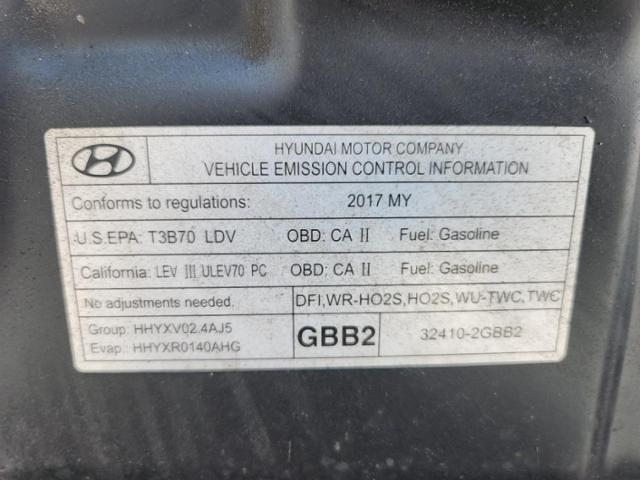 HYUNDAI MOTOR COMPANY
VEHICLE EMISSION CONTROL INFORMATION
Conforms to regulations: 2017 MY
U.S.EPA: T3B70 LDV OBD: CA II Fuel: Gasoline
California: LEV III ULEV70 PC OBD: CA II Fuel: Gasoline
No adjustments needed. DFI,WR-HO2S,HO2S,WU-TWC,TWC
Group: HHYXV02.4AJ5
Evap.: HHYXR0140AHG
GBB2
32410-2GBB2